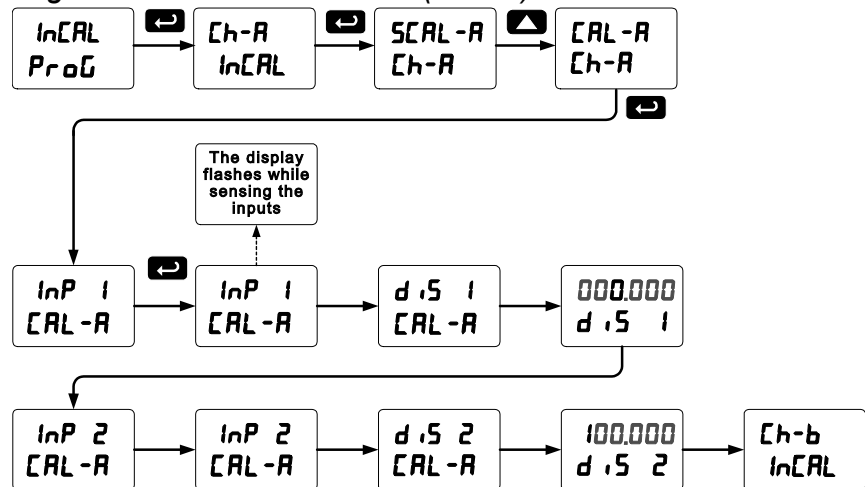 InCAL
ProG
Ch-A
InCAL
SCAL-A
Ch-A
CAL-A
Ch-A
The display
flashes while
sensing the
inputs
InP 1
CAL-A
InP 1
CAL-A
diS 1
CAL-A
000.000
diS 1
InP 2
CAL-A
InP 2
CAL-A
diS 2
CAL-A
100.000
diS 2
Ch-b
InCAL